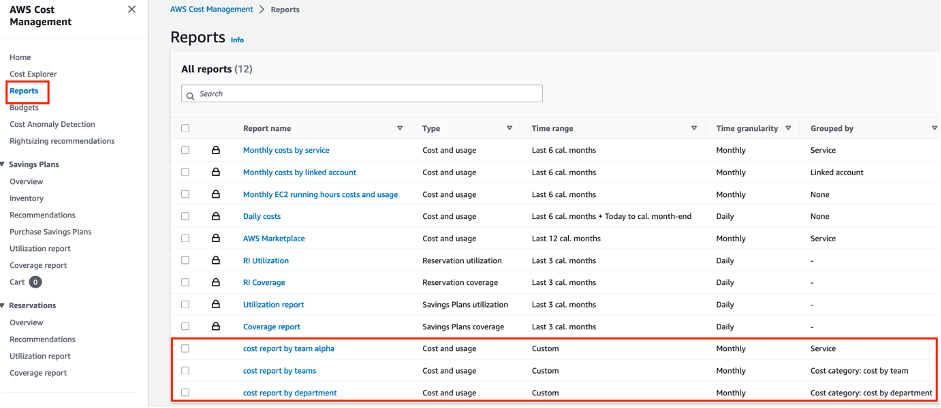 AWS Cost Management
AWS Cost Management > Reports
Reports Info
Home
Cost Explorer
Reports
Budgets
Cost Anomaly Detection
Rightsizing recommendations
Savings Plans
Overview
Inventory
Recommendations
Purchase Savings Plans
Utilization report
Coverage report
Cart 0
Reservations
Overview
Recommendations
Utilization report
Coverage report
All reports (12)
Search
Report name Type Time range Time granularity Grouped by
Monthly costs by service Cost and usage Last 6 cal. months Monthly Service
Monthly costs by linked account Cost and usage Last 6 cal. months Monthly Linked account
Monthly EC2 running hours costs and usage Cost and usage Last 6 cal. months Monthly None
Daily costs Cost and usage Last 6 cal. months + Today to cal. month-end Daily None
AWS Marketplace Cost and usage Last 12 cal. months Monthly Service
RI Utilization Reservation utilization Last 3 cal. months Daily -
RI Coverage Reservation coverage Last 3 cal. months Daily -
Utilization report Savings Plans utilization Last 3 cal. months Daily -
Coverage report Savings Plans coverage Last 3 cal. months Daily -
cost report by team alpha Cost and usage Custom Monthly Service
cost report by teams Cost and usage Custom Monthly Cost category: cost by team
cost report by department Cost and usage Custom Monthly Cost category: cost by department